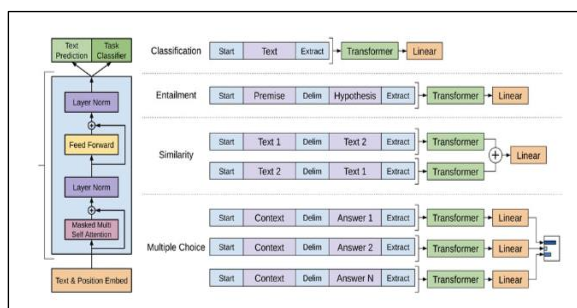 Text Prediction
Task Classifier
Layer Norm
Feed Forward
Layer Norm
Masked Multi Self Attention
Text & Position Embed
Classification Start Text Extract Transformer Linear
Entailment Start Premise Delim Hypothesis Extract Transformer Linear
Similarity
Start Text 1 Delim Text 2 Extract Transformer
Linear
Start Text 2 Delim Text 1 Extract Transformer
Multiple Choice
Start Context Delim Answer 1 Extract Transformer Linear
Start Context Delim Answer 2 Extract Transformer Linear
Start Context Delim Answer N Extract Transformer Linear